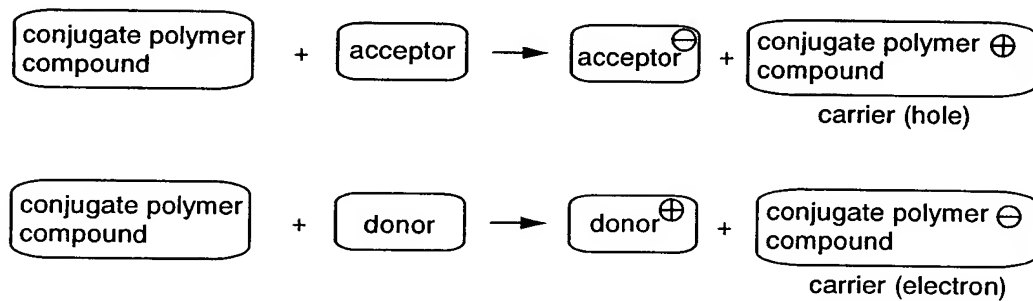 conjugate polymer compound + acceptor → acceptor ⊖ + conjugate polymer ⊕ compound
carrier (hole)
conjugate polymer compound + donor → donor ⊕ + conjugate polymer ⊖ compound
carrier (electron)